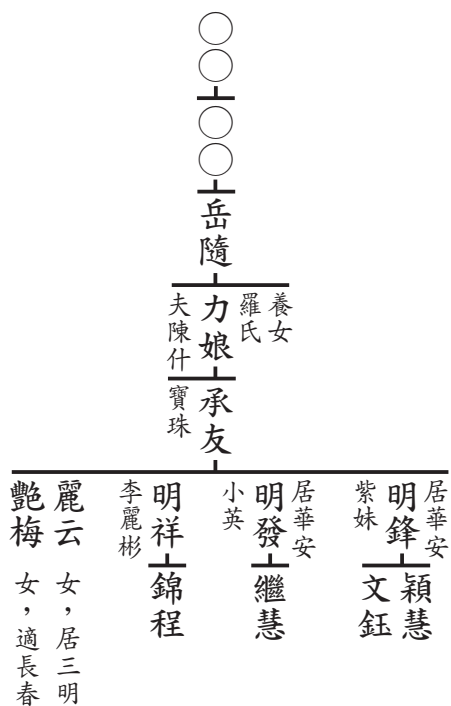 ○○
○○
岳隨
養女
羅氏
力娘
夫陳什
承友
寶珠
居華安
明鋒
紫妹
穎慧
文鈺
居華安
明發
小英
繼慧
明祥
李麗彬
錦程
麗云 女，居三明
艷梅 女，適長春